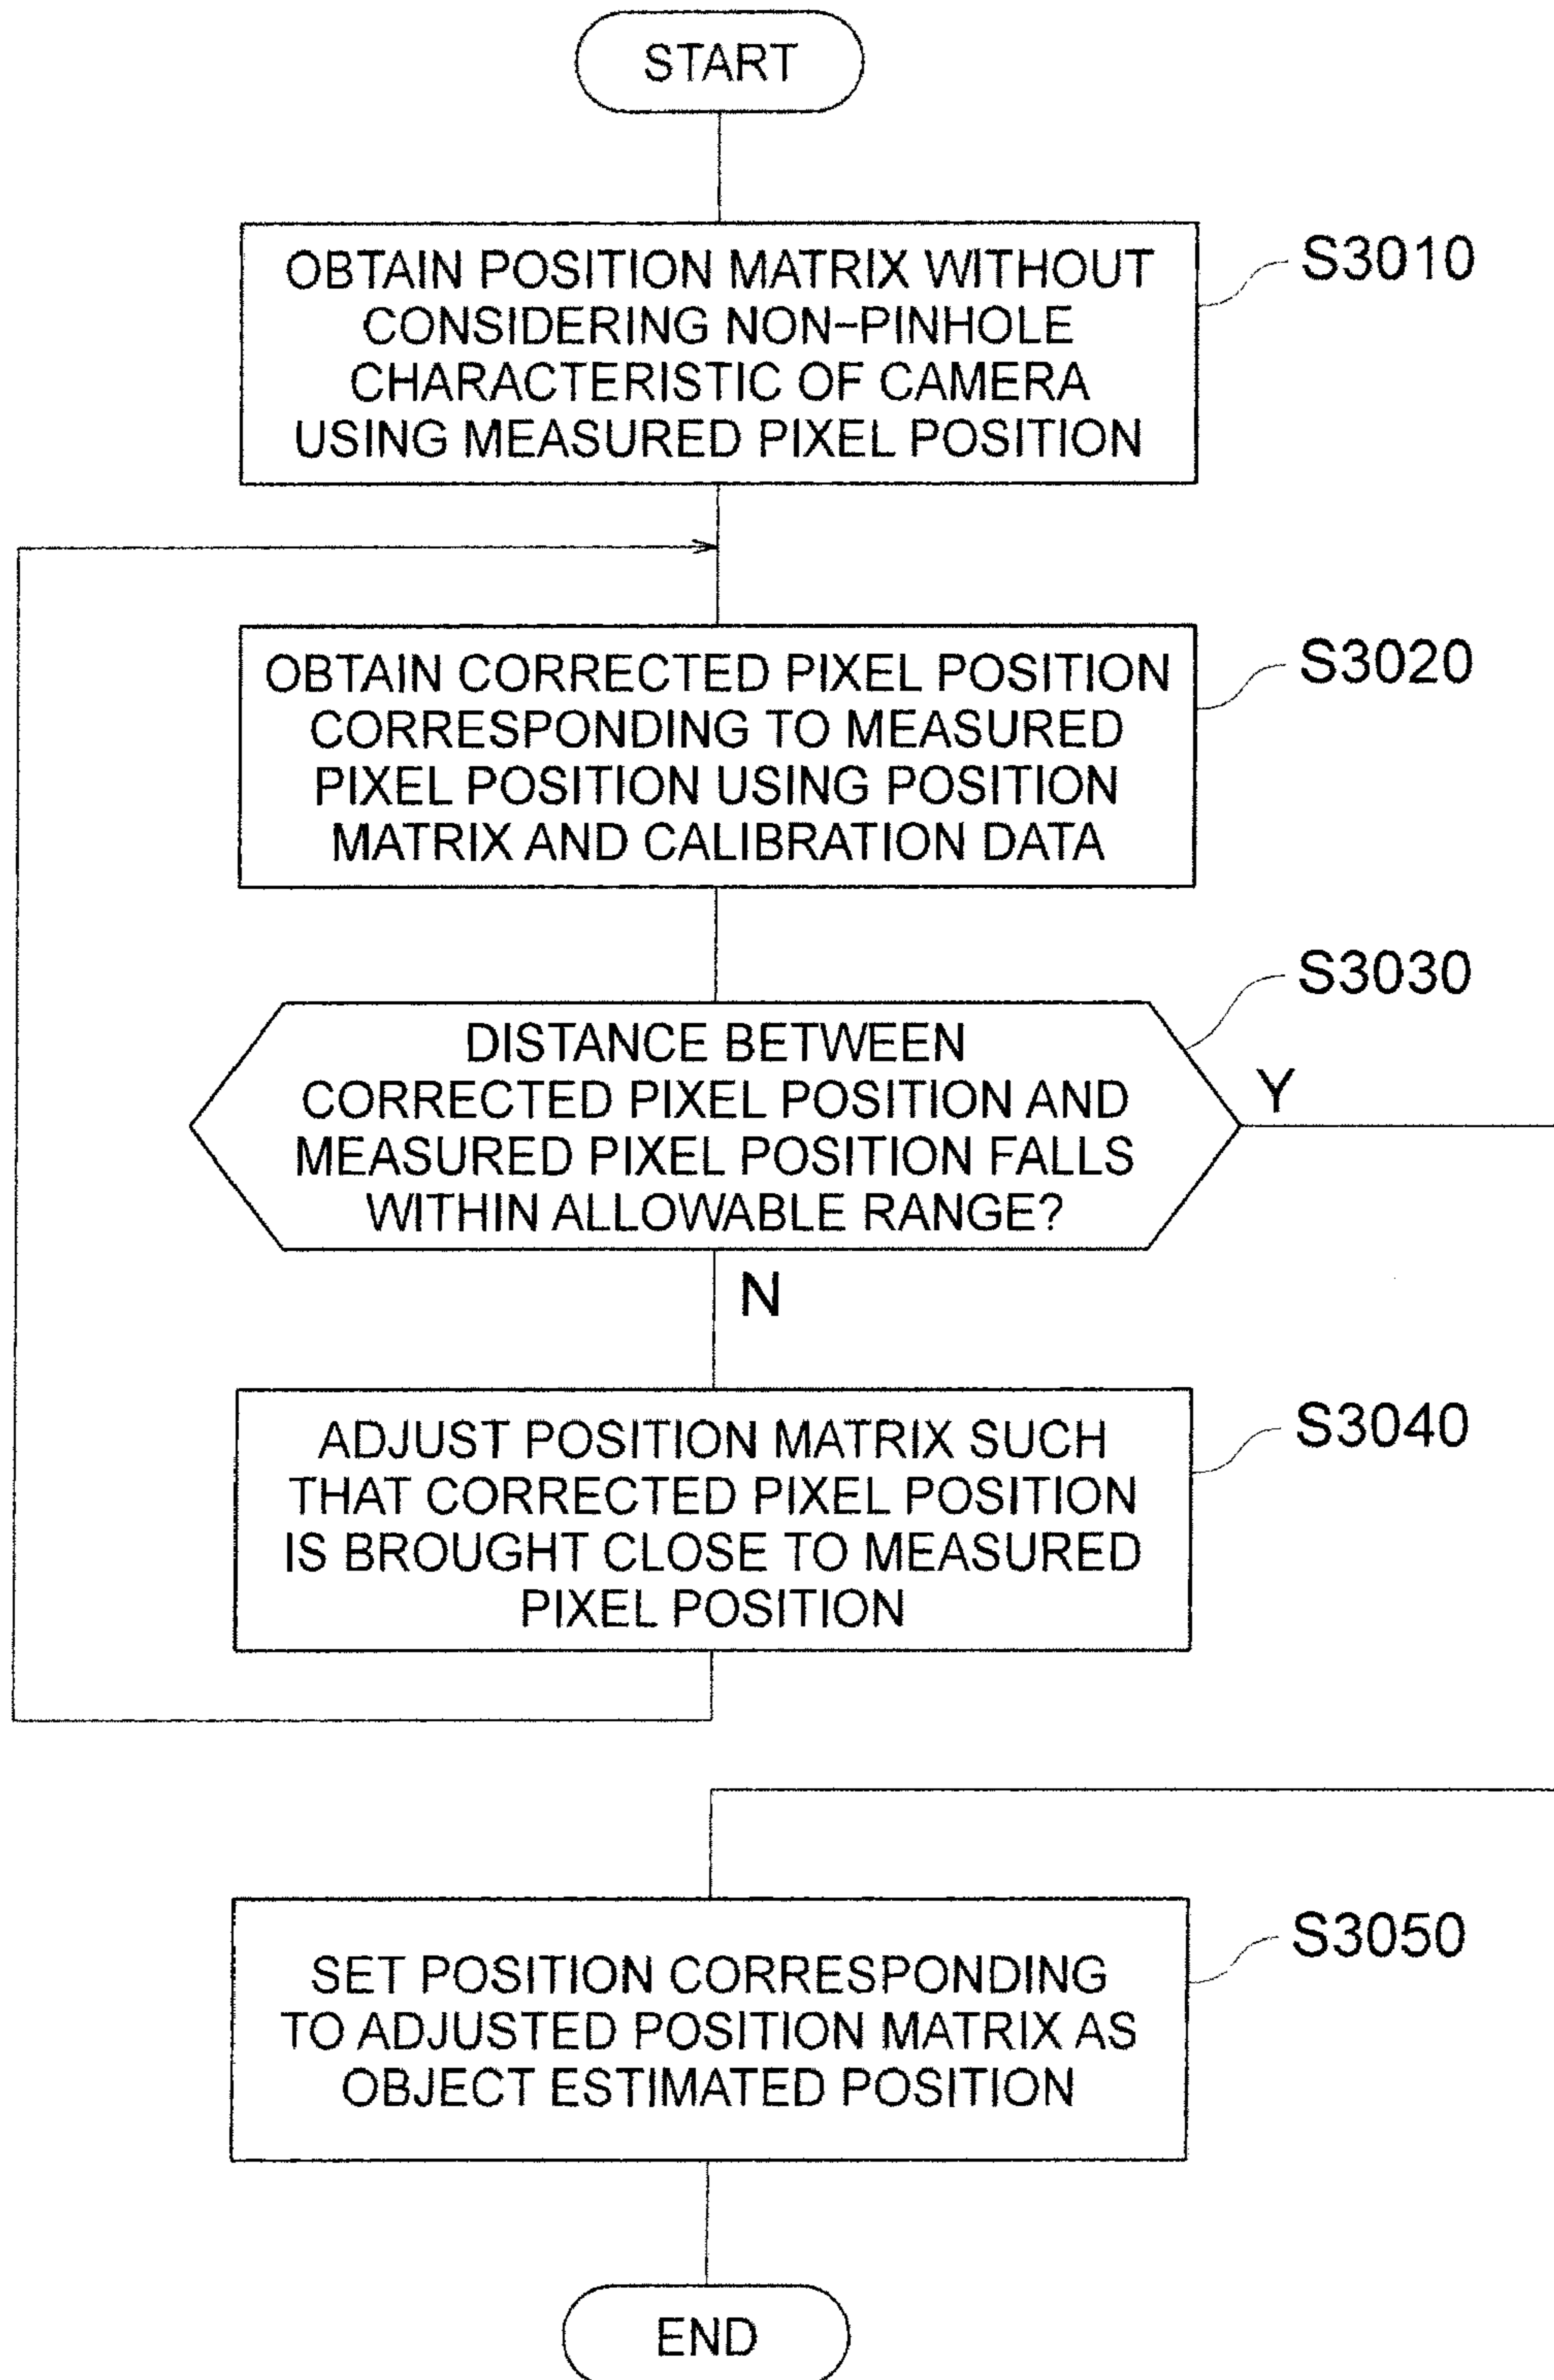 START
OBTAIN POSITION MATRIX WITHOUT
CONSIDERING NON-PINHOLE
CHARACTERISTIC OF CAMERA
USING MEASURED PIXEL POSITION
S3010
OBTAIN CORRECTED PIXEL POSITION
CORRESPONDING TO MEASURED
PIXEL POSITION USING POSITION
MATRIX AND CALIBRATION DATA
S3020
DISTANCE BETWEEN
CORRECTED PIXEL POSITION AND
MEASURED PIXEL POSITION FALLS
WITHIN ALLOWABLE RANGE?
S3030
Y
N
ADJUST POSITION MATRIX SUCH
THAT CORRECTED PIXEL POSITION
IS BROUGHT CLOSE TO MEASURED
PIXEL POSITION
S3040
SET POSITION CORRESPONDING
TO ADJUSTED POSITION MATRIX AS
OBJECT ESTIMATED POSITION
S3050
END